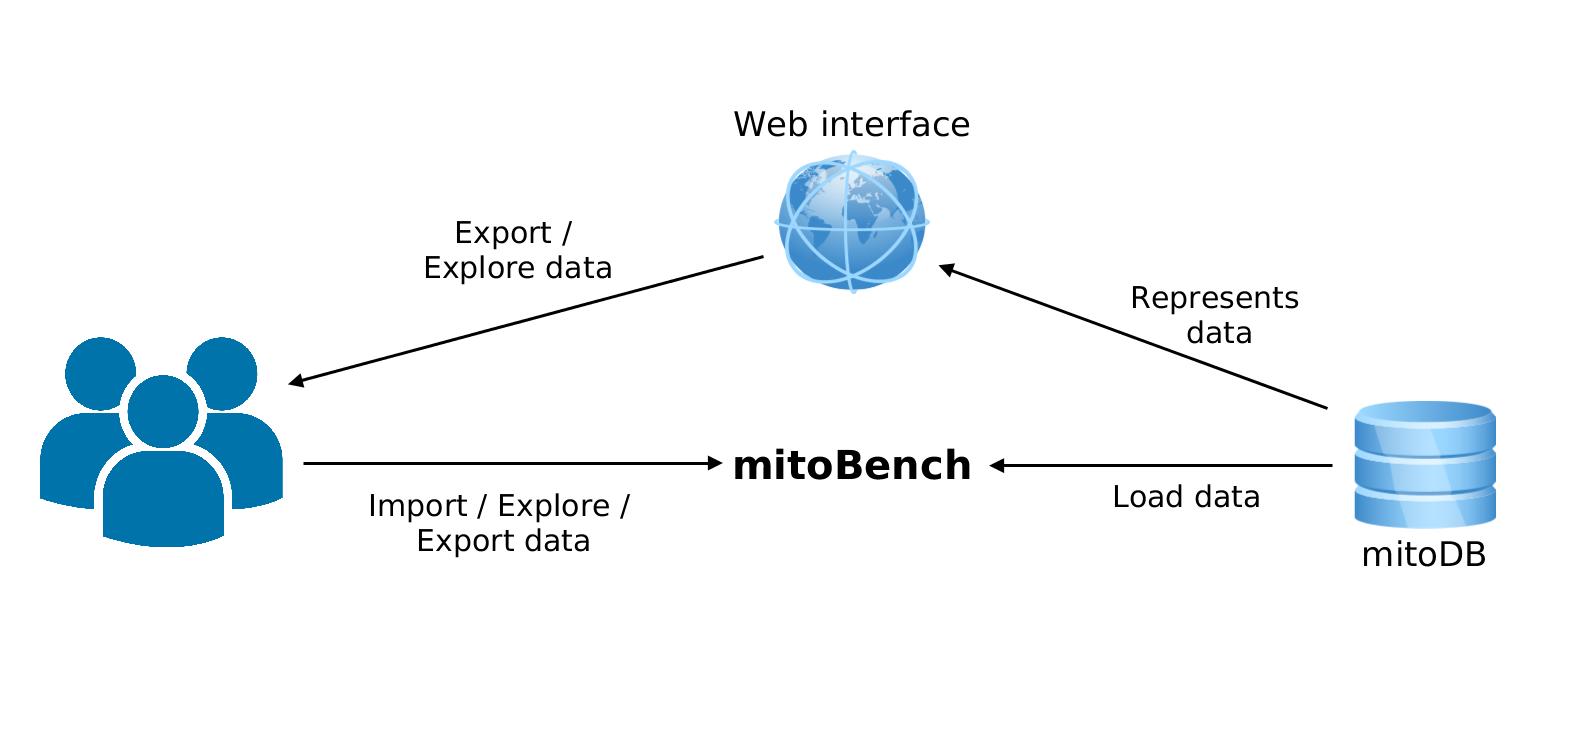 Web interface
Export /
Explore data
Represents
data
mitoBench
Import / Explore /
Export data
Load data
mitoDB